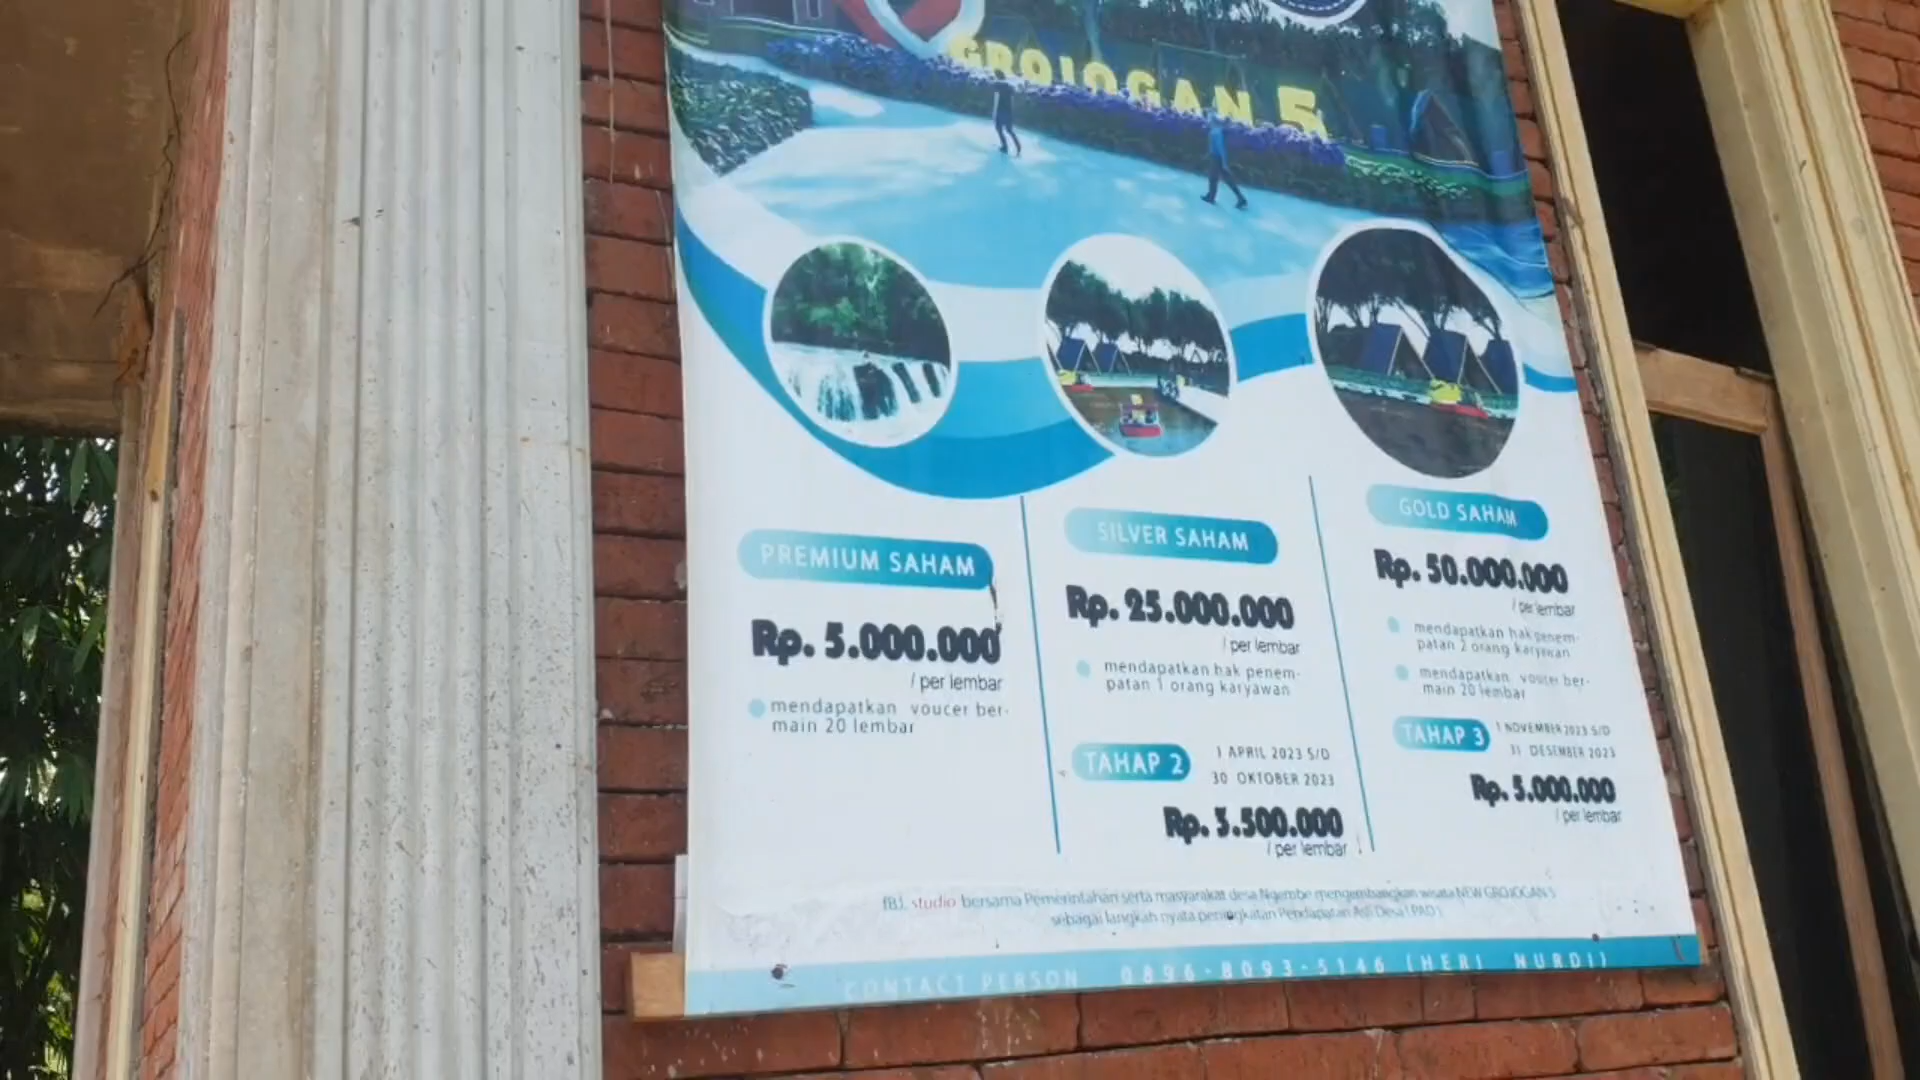 GROJOGAN 5
PREMIUM SAHAM
Rp. 5.000.000
/ per lembar
mendapatkan voucer ber-
main 20 lembar
SILVER SAHAM
Rp. 25.000.000
/ per lembar
mendapatkan hak penem-
patan 1 orang karyawan
TAHAP 2
1 APRIL 2023 S/D
30 OKTOBER 2023
Rp. 3.500.000
/ per lembar
GOLD SAHAM
Rp. 50.000.000
/ per lembar
mendapatkan hak penem-
patan 2 orang karyawan
mendapatkan voucer ber-
main 20 lembar
TAHAP 3
1 NOVEMBER 2023 S/D
31 DESEMBER 2023
Rp. 5.000.000
/ per lembar
studio bersama Pemerintahan serta masyarakat desa Ngembe mengembangkan wisata NEW GROJOGAN 5
sebagai langkah nyata peningkatan Pendapatan Asli Desa (PAD)
CONTACT PERSON 0896-8093-5146 (HERI NURDI)